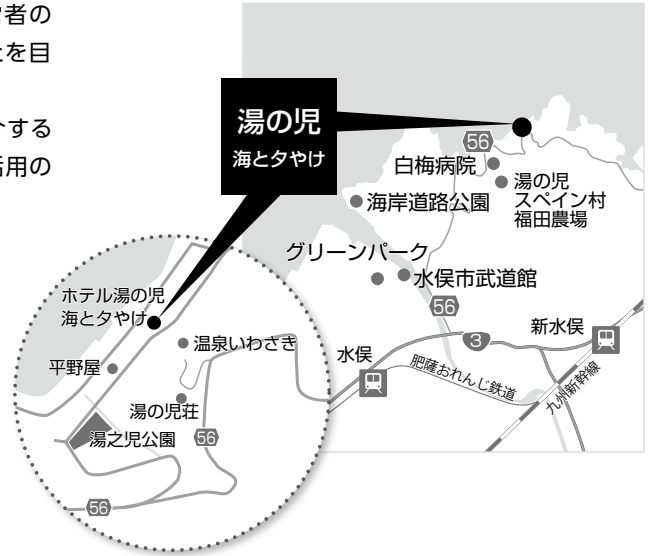 者の
を目
する
活用の
湯の児
海と夕やけ
56
白梅病院
湯の児
スペイン村
福田農場
海岸道路公園
グリーンパーク
水俣市武道館
56
3
新水俣
水俣
肥薩おれんじ鉄道
九州新幹線
ホテル湯の児
海と夕やけ
温泉いわさき
平野屋
湯の児荘
湯之児公園
56
56